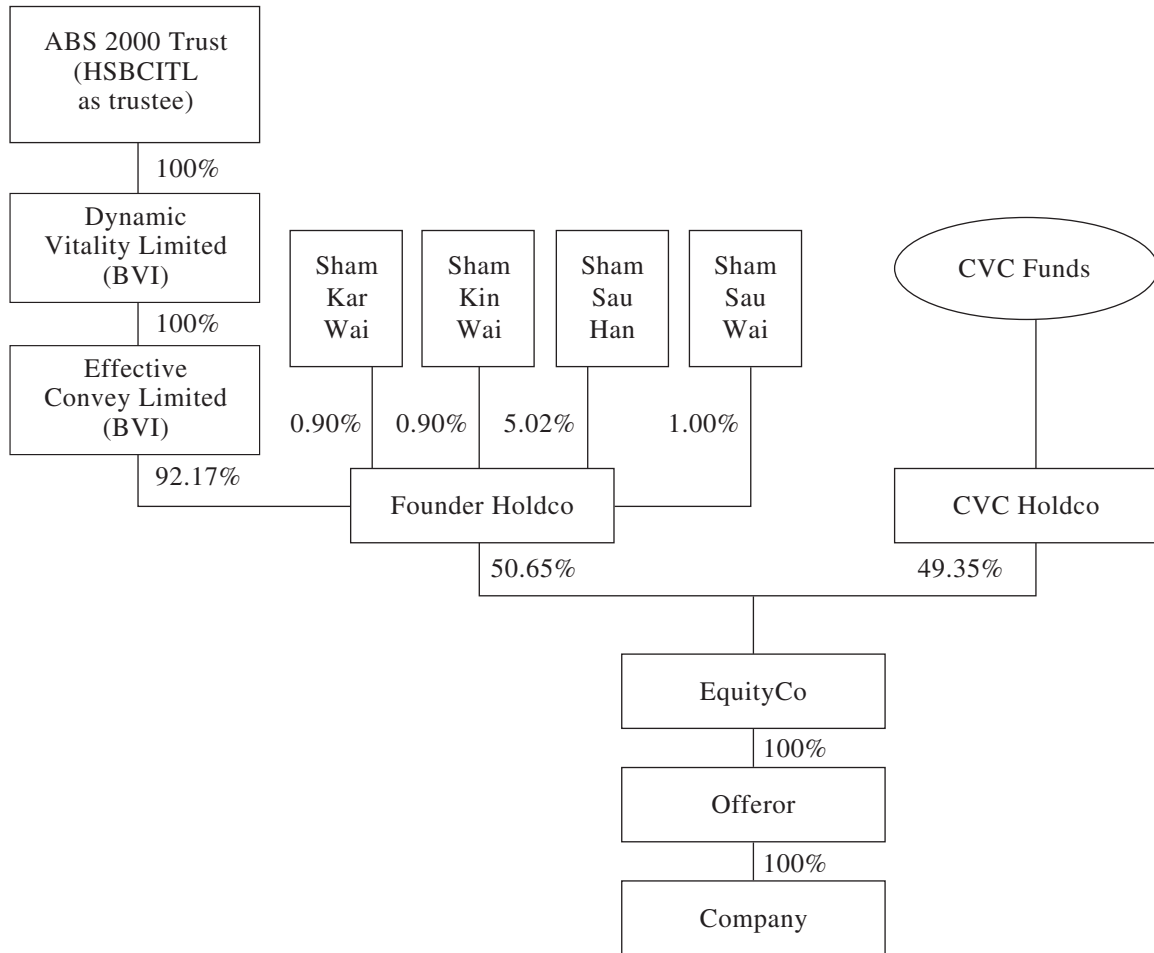 ABS 2000 Trust
(HSBCITL
as trustee)
100%
Dynamic
Vitality Limited
(BVI)
100%
Effective
Convey Limited
(BVI)
92.17%
Sham
Kar
Wai
0.90%
Sham
Kin
Wai
0.90%
Sham
Sau
Han
5.02%
Sham
Sau
Wai
1.00%
CVC Funds
Founder Holdco
CVC Holdco
50.65%
49.35%
EquityCo
100%
Offeror
100%
Company